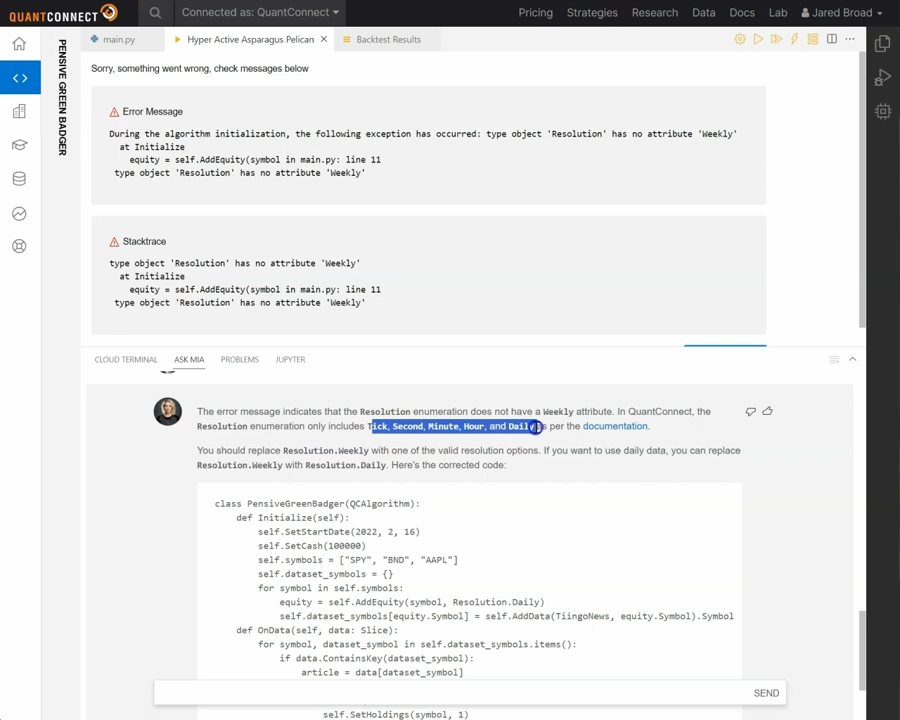 QUANTCONNECT
Connected as: QuantConnect
Pricing
Strategies
Research
Data
Docs
Lab
Jared Broad
PENSIVE GREEN BADGER
main.py
Hyper Active Asparagus Pelican
Backtest Results
Sorry, something went wrong, check messages below
Error Message
During the algorithm initialization, the following exception has occurred: type object 'Resolution' has no attribute 'Weekly'
at Initialize
equity = self.AddEquity(symbol in main.py: line 11
type object 'Resolution' has no attribute 'Weekly'
Stacktrace
type object 'Resolution' has no attribute 'Weekly'
at Initialize
equity = self.AddEquity(symbol in main.py: line 11
type object 'Resolution' has no attribute 'Weekly'
CLOUD TERMINAL
ASK MIA
PROBLEMS
JUPYTER
The error message indicates that the Resolution enumeration does not have a Weekly attribute. In QuantConnect, the
Resolution enumeration only includes Tick, Second, Minute, Hour, and Daily as per the documentation.
You should replace Resolution.Weekly with one of the valid resolution options. If you want to use daily data, you can replace
Resolution.Weekly with Resolution.Daily. Here's the corrected code:
class PensiveGreenBadger(QCAlgorithm):
def Initialize(self):
self.SetStartDate(2022, 2, 16)
self.SetCash(100000)
self.symbols = ["SPY", "BND", "AAPL"]
self.dataset_symbols = {}
for symbol in self.symbols:
equity = self.AddEquity(symbol, Resolution.Daily)
self.dataset_symbols[equity.Symbol] = self.AddData(TiingoNews, equity.Symbol).Symbol
def OnData(self, data: Slice):
for symbol, dataset_symbol in self.dataset_symbols.items():
if data.ContainsKey(dataset_symbol):
article = data[dataset_symbol]
SEND
self.SetHoldings(symbol, 1)